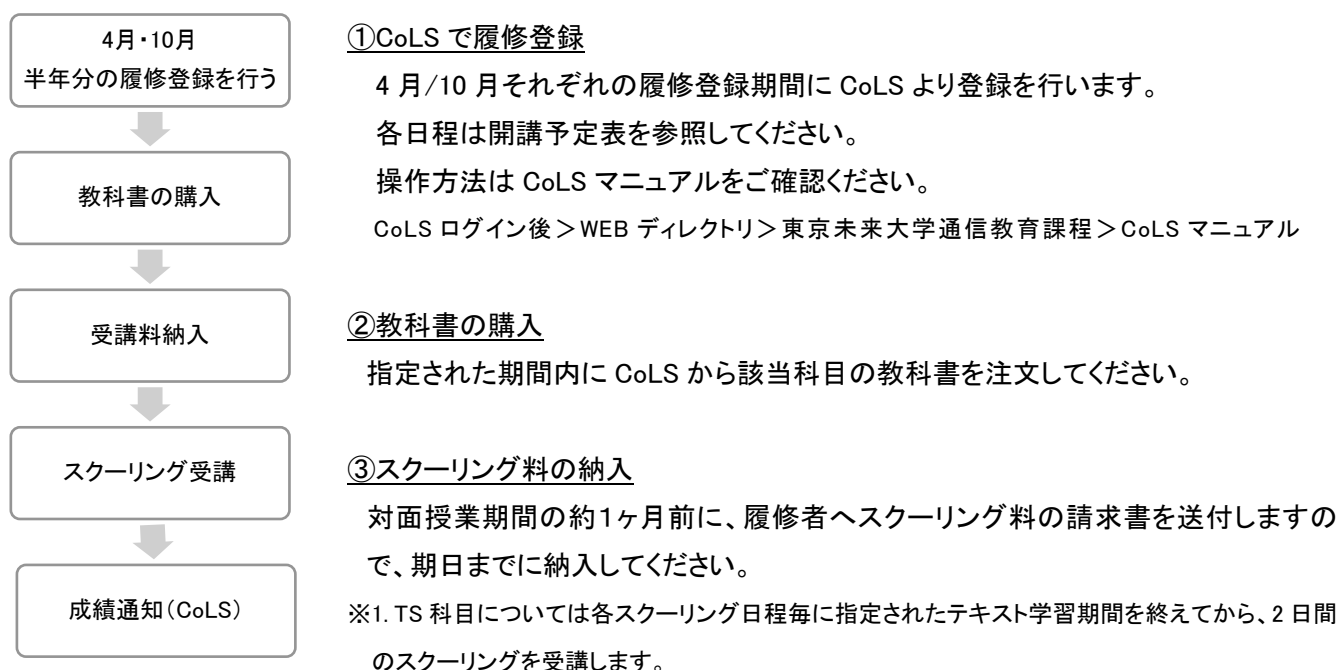 4月・10月
半年分の履修登録を行う
教科書の購入
受講料納入
スクーリング受講
成績通知（CoLS）
①CoLS で履修登録
4 月/10 月それぞれの履修登録期間に CoLS より登録を行います。
各日程は開講予定表を参照してください。
操作方法は CoLS マニュアルをご確認ください。
CoLS ログイン後＞WEB ディレクトリ＞東京未来大学通信教育課程＞CoLS マニュアル
②教科書の購入
指定された期間内に CoLS から該当科目の教科書を注文してください。
③スクーリング料の納入
対面授業期間の約1ヶ月前に、履修者へスクーリング料の請求書を送付しますの
で、期日までに納入してください。
※1. TS 科目については各スクーリング日程毎に指定されたテキスト学習期間を終えてから、2 日間
のスクーリングを受講します。